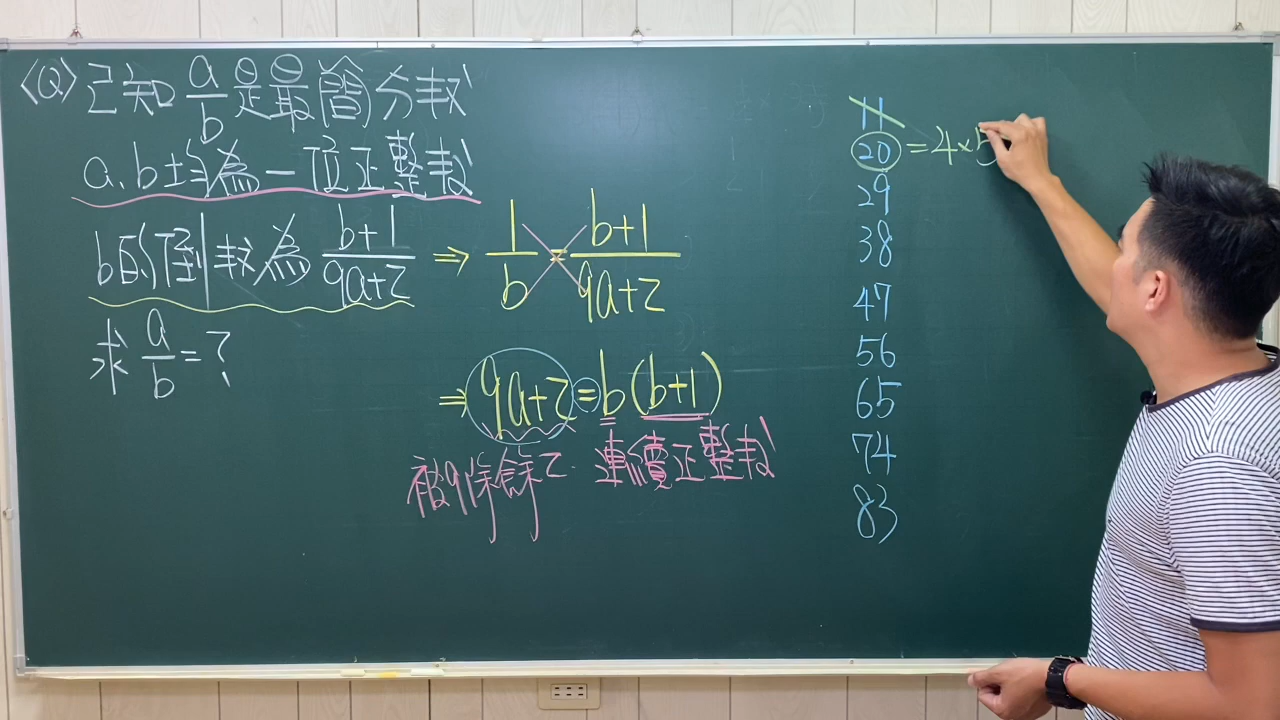 〈Q〉已知 a/b 是最簡分數
a、b均為一位正整數
b的倒數為 b+1/9a+2 ⇒ 1/b = b+1/9a+2
求 a/b = ?
⇒ 9a+2 = b(b+1)
被9除餘2. 連續正整數
11
20 = 4×5
29
38
47
56
65
74
83